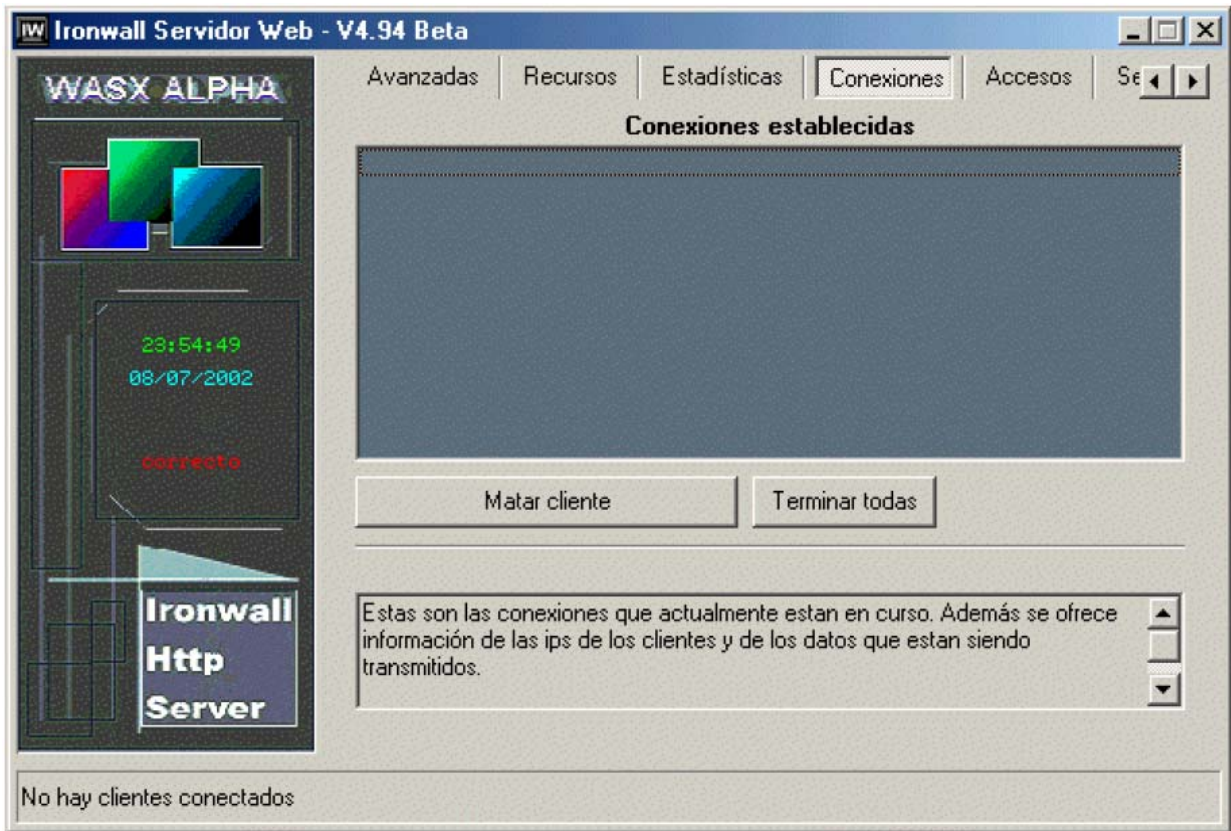 IW Ironwall Servidor Web - V4.94 Beta
WASX ALPHA
Avanzadas Recursos Estadísticas Conexiones Accesos Se
Conexiones establecidas
23:54:49
08/07/2002
correcto
Matar cliente Terminar todas
Ironwall
Http
Server
Estas son las conexiones que actualmente estan en curso. Además se ofrece
información de las ips de los clientes y de los datos que estan siendo
transmitidos.
No hay clientes conectados